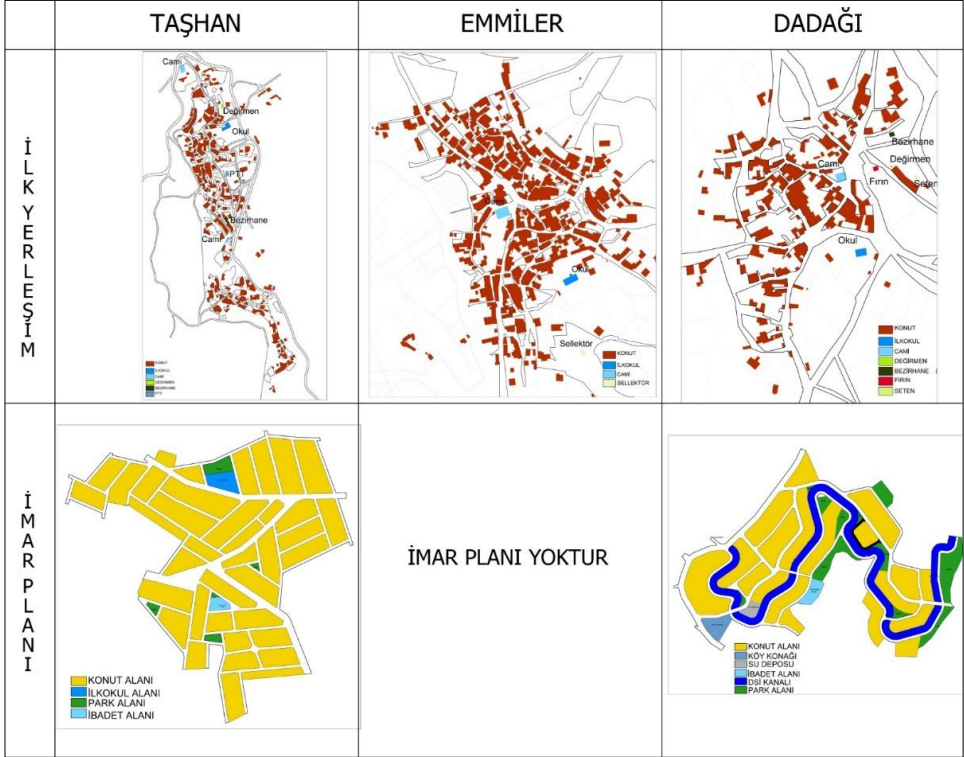 TAŞHAN
EMMİLER
DADAĞI
İLK YERLEŞİM
Cami
Değirmen
Okul
PTT
Bezirhane
Cami
KONUT
İLKOKUL
CAMİ
DEĞİRMEN
BEZİRHANE
PTT
Cami
Okul
Sellektör
KONUT
İLKOKUL
CAMİ
SELLEKTÖR
Bezirhane
Değirmen
Cami
Fırın
Seten
Okul
KONUT
İLKOKUL
CAMİ
DEĞİRMEN
BEZİRHANE
FIRIN
SETEN
İMAR PLANI
KONUT ALANI
İLKOKUL ALANI
PARK ALANI
İBADET ALANI
İMAR PLANI YOKTUR
KONUT ALANI
KÖY KONAĞI
SU DEPOSU
İBADET ALANI
DSİ KANALI
PARK ALANI